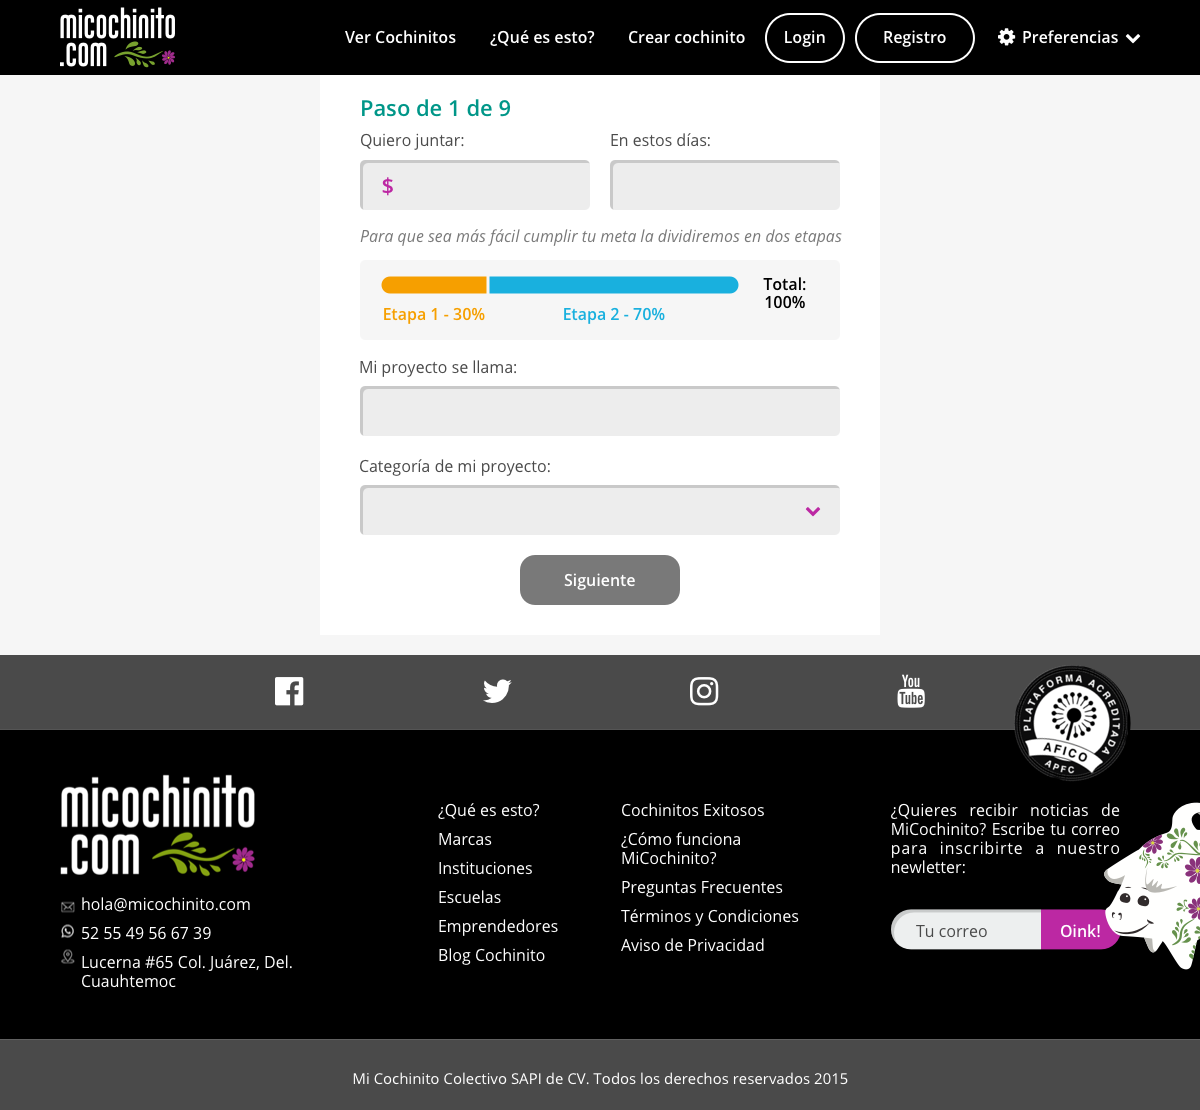 micochinito
.com
Ver Cochinitos
¿Qué es esto?
Crear cochinito
Login
Registro
Preferencias
Paso de 1 de 9
Quiero juntar:
En estos días:
$
Para que sea más fácil cumplir tu meta la dividiremos en dos etapas
Total:
100%
Etapa 1 - 30%
Etapa 2 - 70%
Mi proyecto se llama:
Categoría de mi proyecto:
Siguiente
You
Tube
PLATAFORMA ACREDITADA
AFICO
APFC
micochinito
.com
hola@micochinito.com
52 55 49 56 67 39
Lucerna #65 Col. Juárez, Del.
Cuauhtemoc
¿Qué es esto?
Marcas
Instituciones
Escuelas
Emprendedores
Blog Cochinito
Cochinitos Exitosos
¿Cómo funciona
MiCochinito?
Preguntas Frecuentes
Términos y Condiciones
Aviso de Privacidad
¿Quieres recibir noticias de
MiCochinito? Escribe tu correo
para inscribirte a nuestro
newletter:
Tu correo
Oink!
Mi Cochinito Colectivo SAPI de CV. Todos los derechos reservados 2015